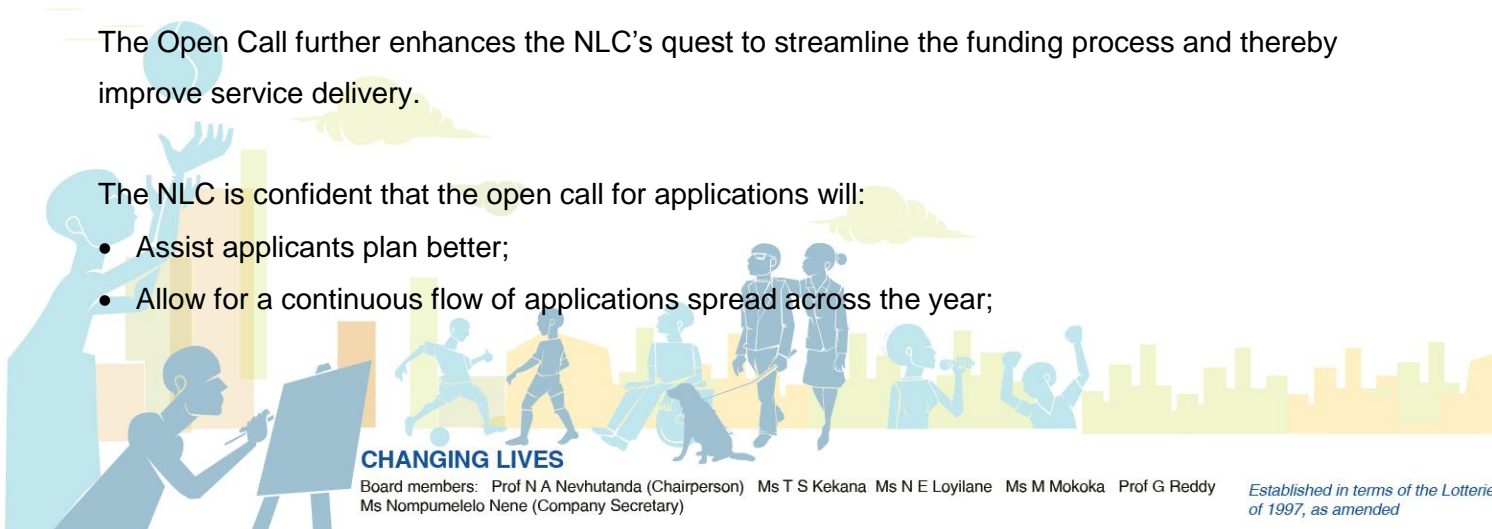 The Open Call further enhances the NLC's quest to streamline the funding process and thereby
improve service delivery.
The NLC is confident that the open call for applications will:
• Assist applicants plan better;
• Allow for a continuous flow of applications spread across the year;
CHANGING LIVES
Board members: Prof N A Nevhutanda (Chairperson) Ms T S Kekana Ms N E Loyilane Ms M Mokoka Prof G Reddy
Ms Nompumelelo Nene (Company Secretary)
Established in terms of the Lotterie
of 1997, as amended